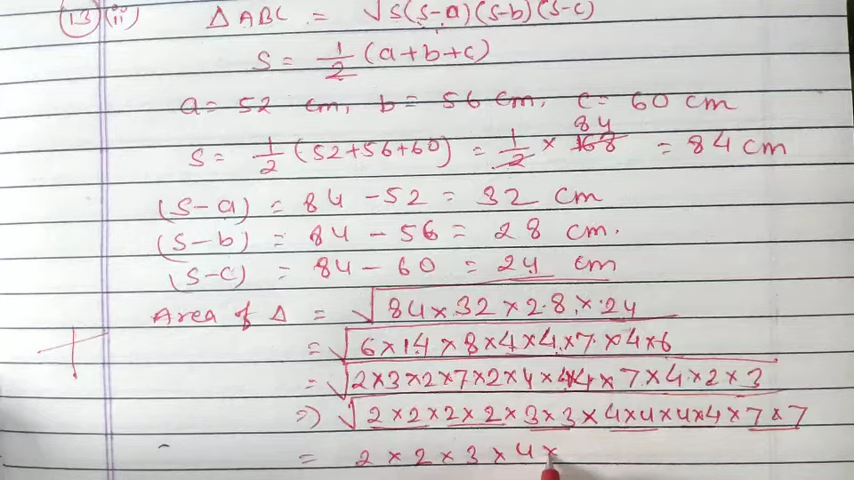 13 (ii) Δ ABC = √s(s-a)(s-b)(s-c)
s = 1/2 (a+b+c)
a = 52 cm, b = 56 cm, c = 60 cm
s = 1/2 (52+56+60) = 1/2 × 168 84 = 84 cm
(s-a) = 84 - 52 = 32 cm
(s-b) = 84 - 56 = 28 cm.
(s-c) = 84 - 60 = 24 cm
Area of Δ = √84×32×28×24
= √6×14×8×4×4×7×4×6
= √2×3×2×7×2×4×4×4×7×4×2×3
⇒ √2×2×2×2×3×3×4×4×4×4×7×7
= 2×2×3×4×